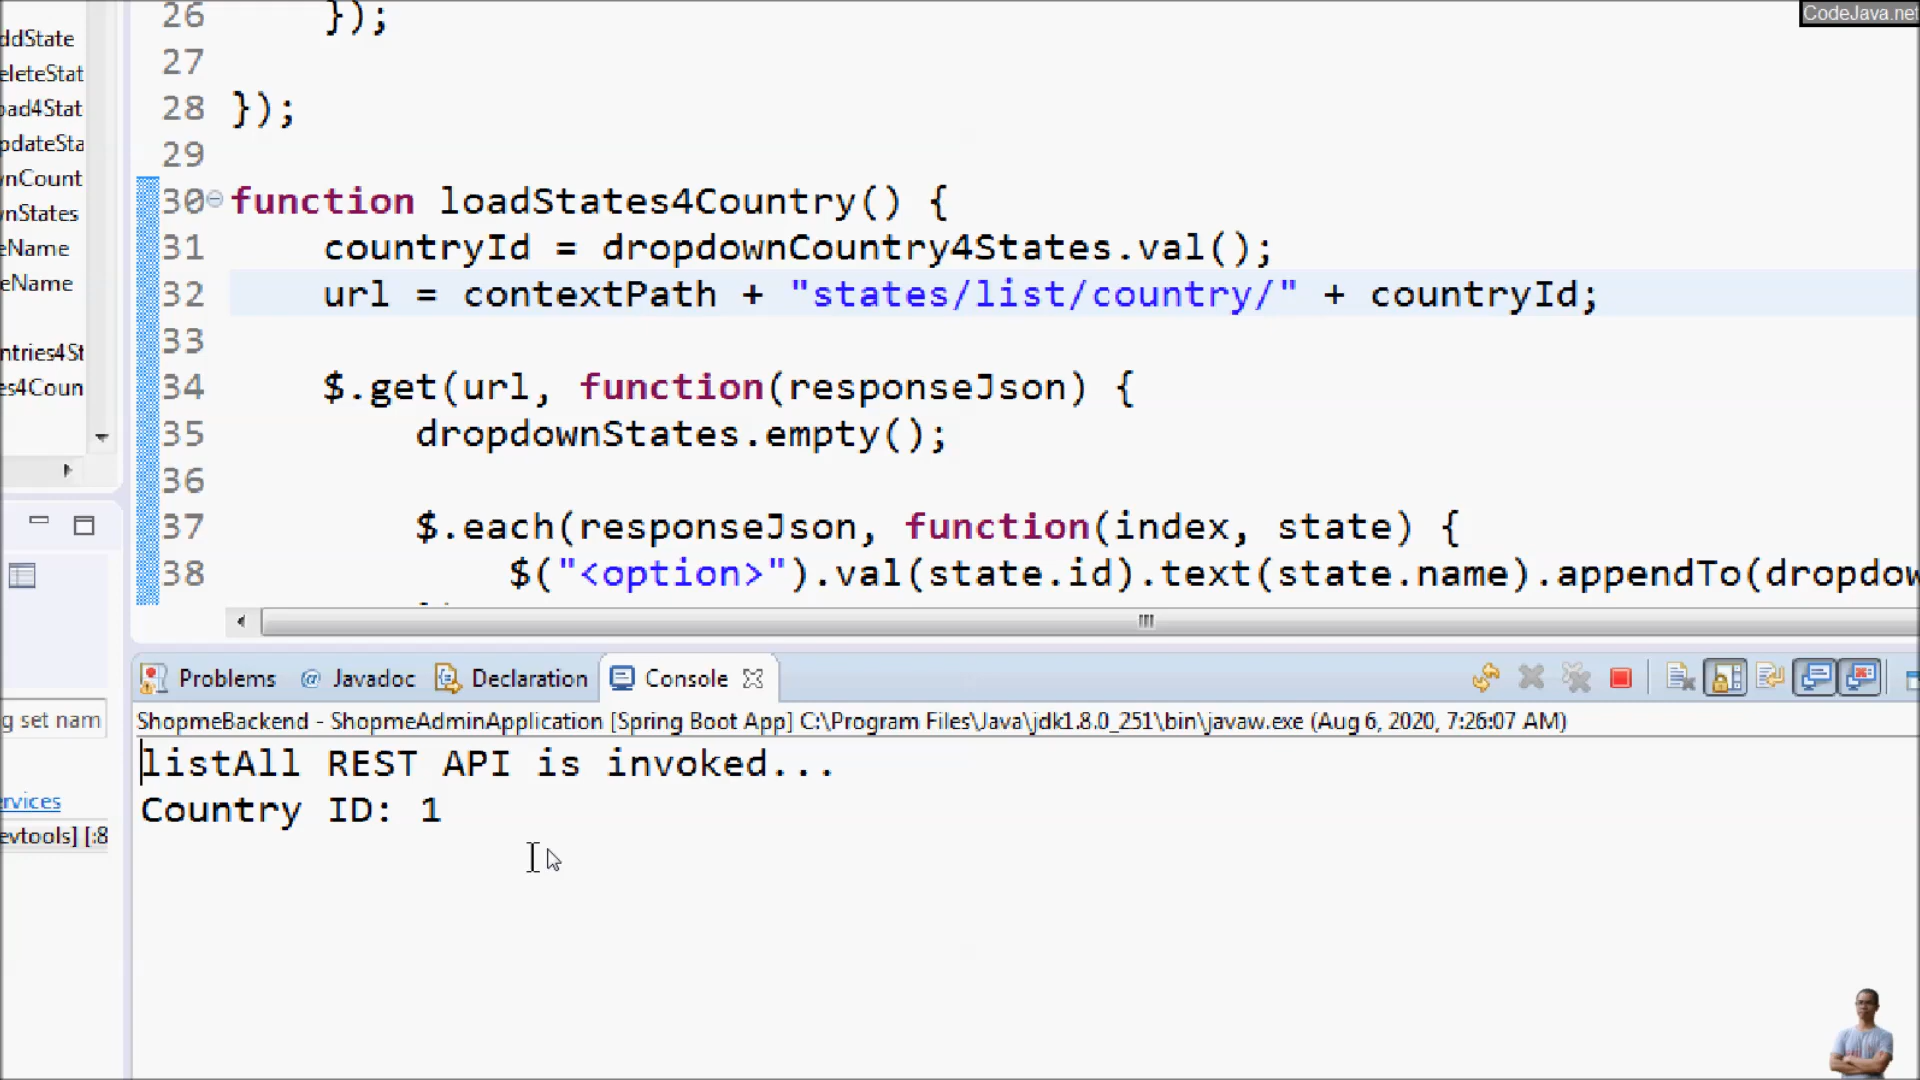 CodeJava.net
26 });
27
28 });
29
30 function loadStates4Country() {
31 countryId = dropdownCountry4States.val();
32 url = contextPath + "states/list/country/" + countryId;
33
34 $.get(url, function(responseJson) {
35 dropdownStates.empty();
36
37 $.each(responseJson, function(index, state) {
38 $("<option>").val(state.id).text(state.name).appendTo(dropdow
ddState
eleteStat
oad4Stat
pdateSta
wnCount
wnStates
eName
eName
ntries4St
es4Coun
g set nam
ervices
evtools] [:8
Problems Javadoc Declaration Console
ShopmeBackend - ShopmeAdminApplication [Spring Boot App] C:\Program Files\Java\jdk1.8.0_251\bin\javaw.exe (Aug 6, 2020, 7:26:07 AM)
listAll REST API is invoked...
Country ID: 1